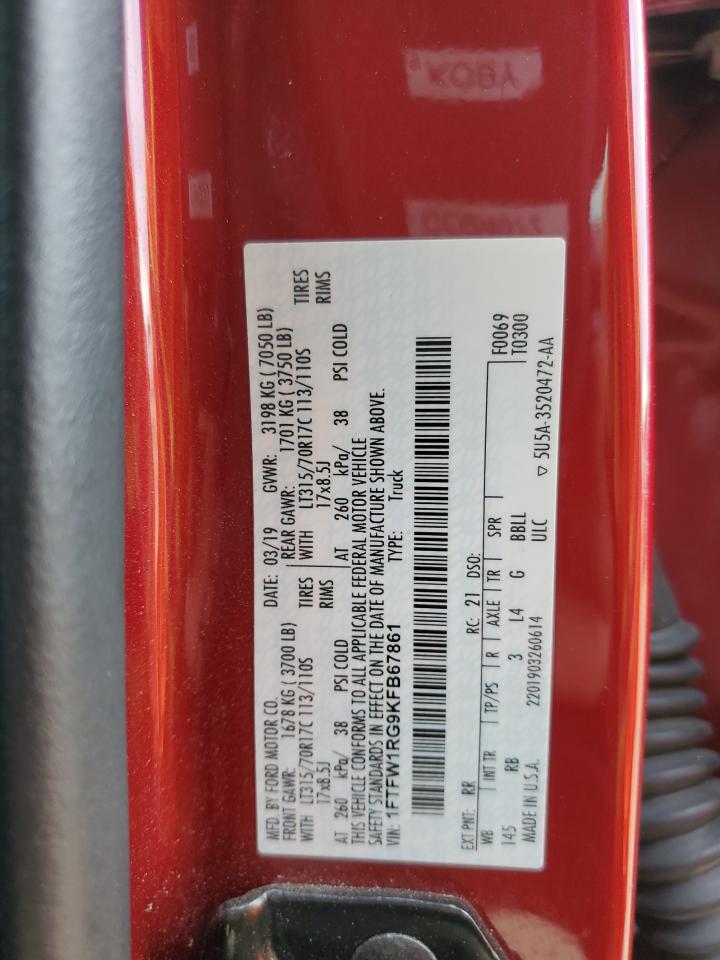 MFD. BY FORD MOTOR CO.
DATE: 03/19 GVWR: 3198 KG ( 7050 LB)
FRONT GAWR: 1678 KG ( 3700 LB) REAR GAWR: 1701 KG ( 3750 LB)
WITH LT315/70R17C 113/110S TIRES WITH LT315/70R17C 113/110S TIRES
17x8.5J RIMS 17x8.5J RIMS
AT 260 kPa/ 38 PSI COLD AT 260 kPa/ 38 PSI COLD
THIS VEHICLE CONFORMS TO ALL APPLICABLE FEDERAL MOTOR VEHICLE
SAFETY STANDARDS IN EFFECT ON THE DATE OF MANUFACTURE SHOWN ABOVE.
VIN: 1FTFW1RG9KFB67861 TYPE: Truck
EXT PNT: RR RC: 21 DSO:
WB INT TR TP/PS R AXLE TR SPR F0069
145 RB 3 L4 G BBLL T0300
MADE IN U.S.A. 2201903260614 ULC ▽ 5U5A-3520472-AA